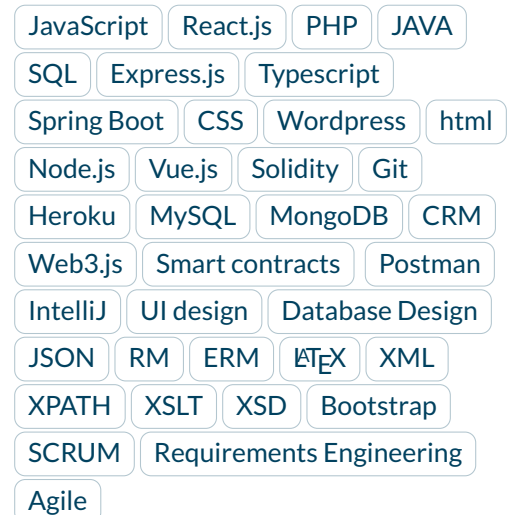 JavaScript React.js PHP JAVA
SQL Express.js Typescript
Spring Boot CSS Wordpress html
Node.js Vue.js Solidity Git
Heroku MySQL MongoDB CRM
Web3.js Smart contracts Postman
IntelliJ UI design Database Design
JSON RM ERM LATEX XML
XPATH XSLT XSD Bootstrap
SCRUM Requirements Engineering
Agile